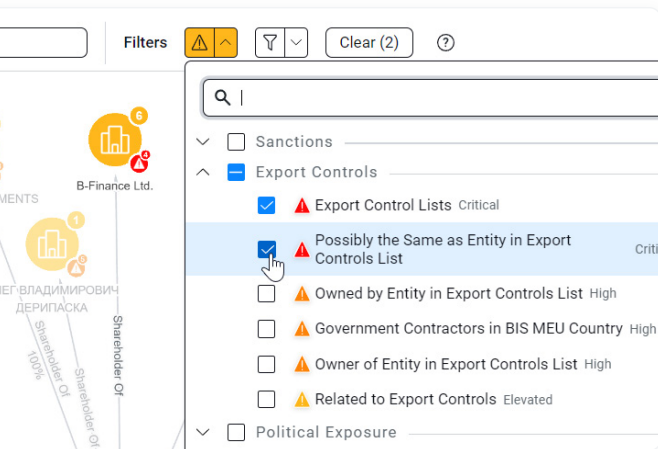 Filters
Clear (2)
?
Sanctions
Export Controls
Export Control Lists Critical
Possibly the Same as Entity in Export
Controls List
Owned by Entity in Export Controls List High
Government Contractors in BIS MEU Country High
Owner of Entity in Export Controls List High
Related to Export Controls Elevated
Political Exposure
6
4
B-Finance Ltd.
MENTS
1
ВЛАДИМИРОВИЧ
ДЕРИПАСКА
Shareholder Of
100%
Shareholder Of
Shareholder Of